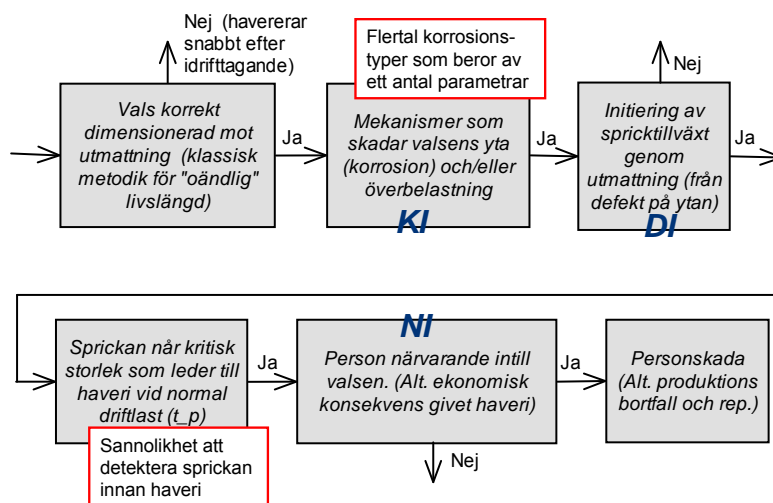 Nej (havererar
snabbt efter
idrifttagande)
Vals korrekt
dimensionerad mot
utmattning (klassisk
metodik för "oändlig"
livslängd)
Ja
Flertal korrosions-
typer som beror av
ett antal parametrar
Mekanismer som
skadar valsens yta
(korrosion) och/eller
överbelastning
KI
Ja
Nej
Initiering av
spricktillväxt
genom
utmattning (från
defekt på ytan)
DI
Ja
Sprickan når kritisk
storlek som leder till
haveri vid normal
driftlast (t_p)
Sannolikhet att
detektera sprickan
innan haveri
Ja
NI
Person närvarande intill
valsen. (Alt. ekonomisk
konsekvens givet haveri)
Nej
Ja
Personskada
(Alt. produktions
bortfall och rep.)